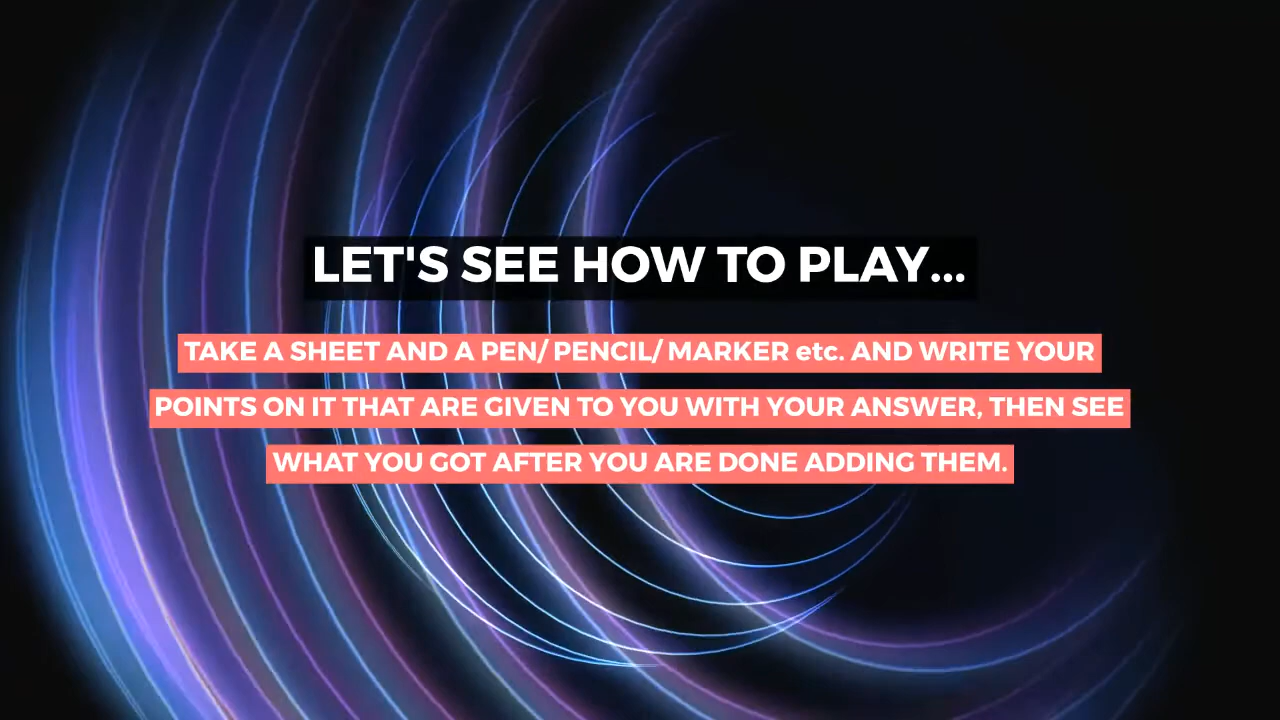 LET'S SEE HOW TO PLAY...
TAKE A SHEET AND A PEN/ PENCIL/ MARKER etc. AND WRITE YOUR
POINTS ON IT THAT ARE GIVEN TO YOU WITH YOUR ANSWER, THEN SEE
WHAT YOU GOT AFTER YOU ARE DONE ADDING THEM.